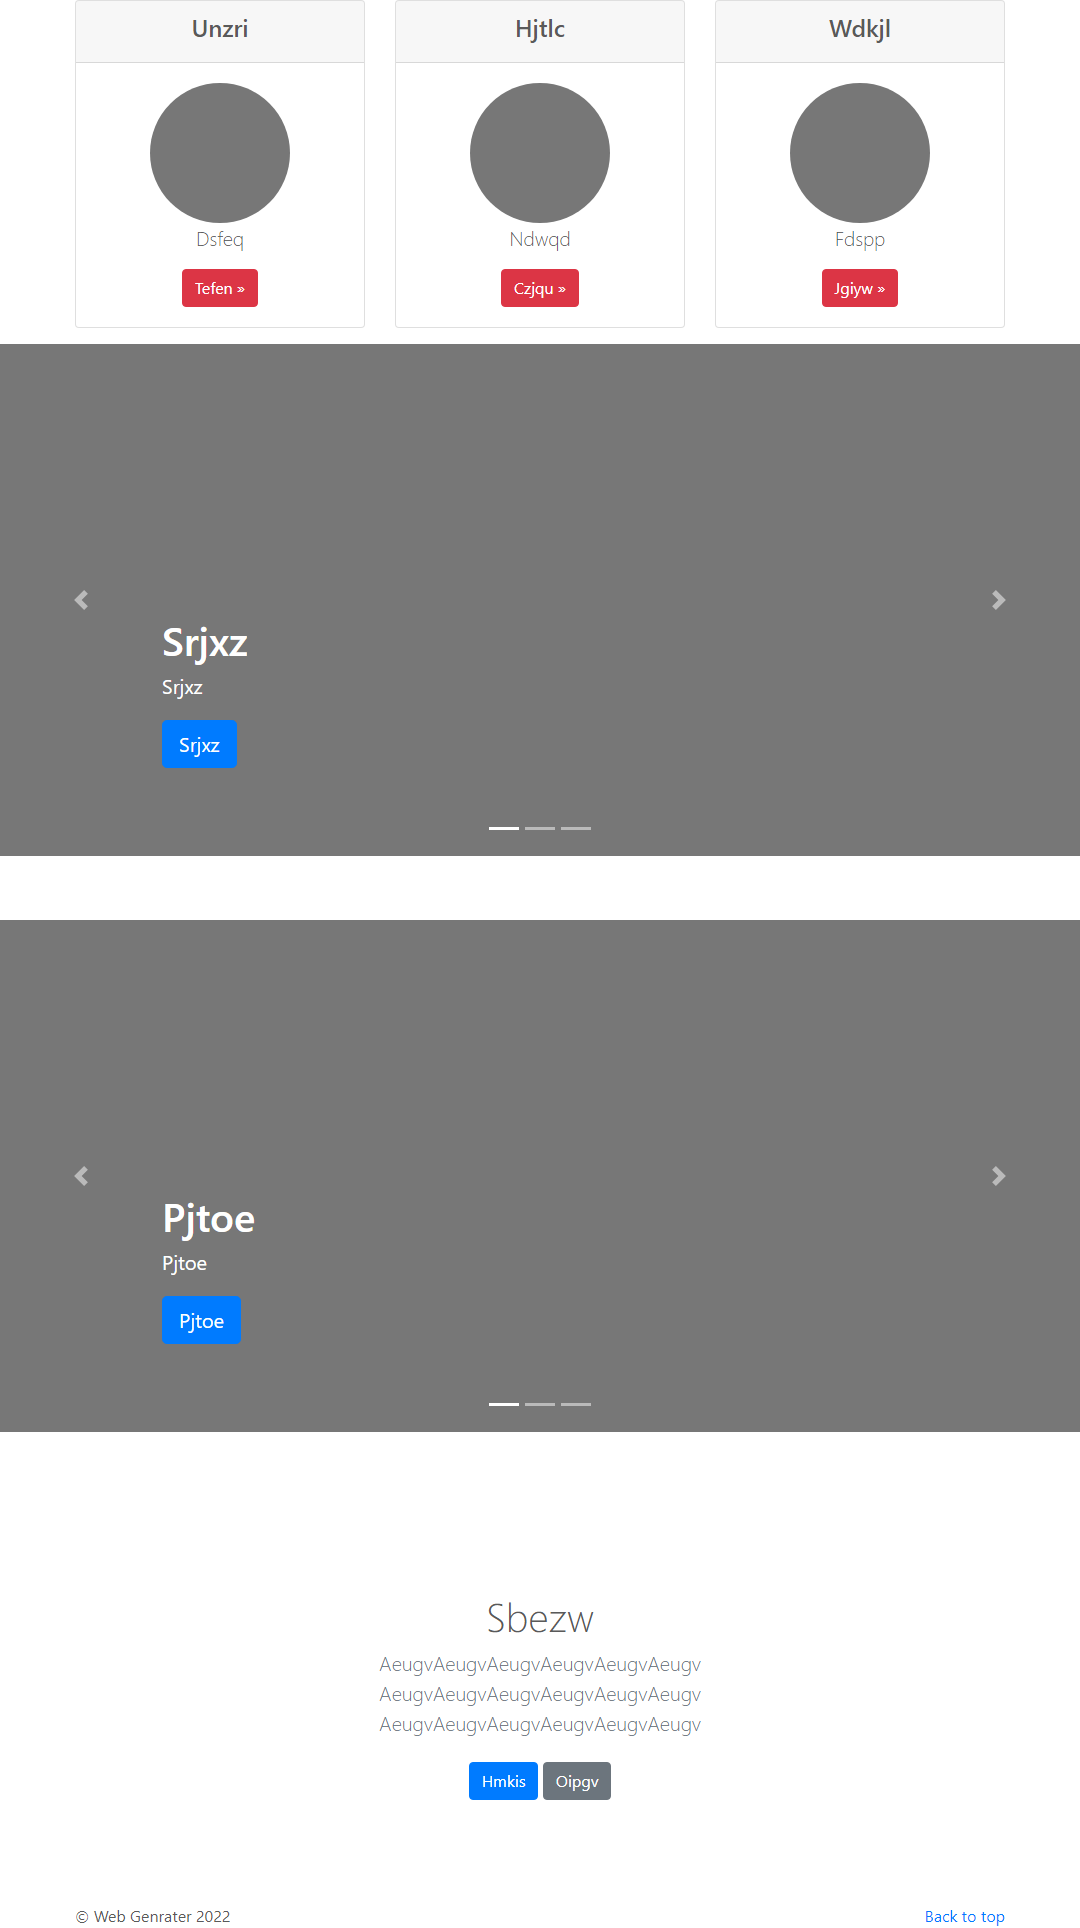 Unzri
Hjtlc
Wdkjl
Dsfeq
Ndwqd
Fdspp
Tefen »
Czjqu »
Jgiyw »
Srjxz
Srjxz
Srjxz
Pjtoe
Pjtoe
Pjtoe
Sbezw
AeugvAeugvAeugvAeugvAeugvAeugv
AeugvAeugvAeugvAeugvAeugvAeugv
AeugvAeugvAeugvAeugvAeugvAeugv
Hmkis Oipgv
© Web Genrater 2022
Back to top